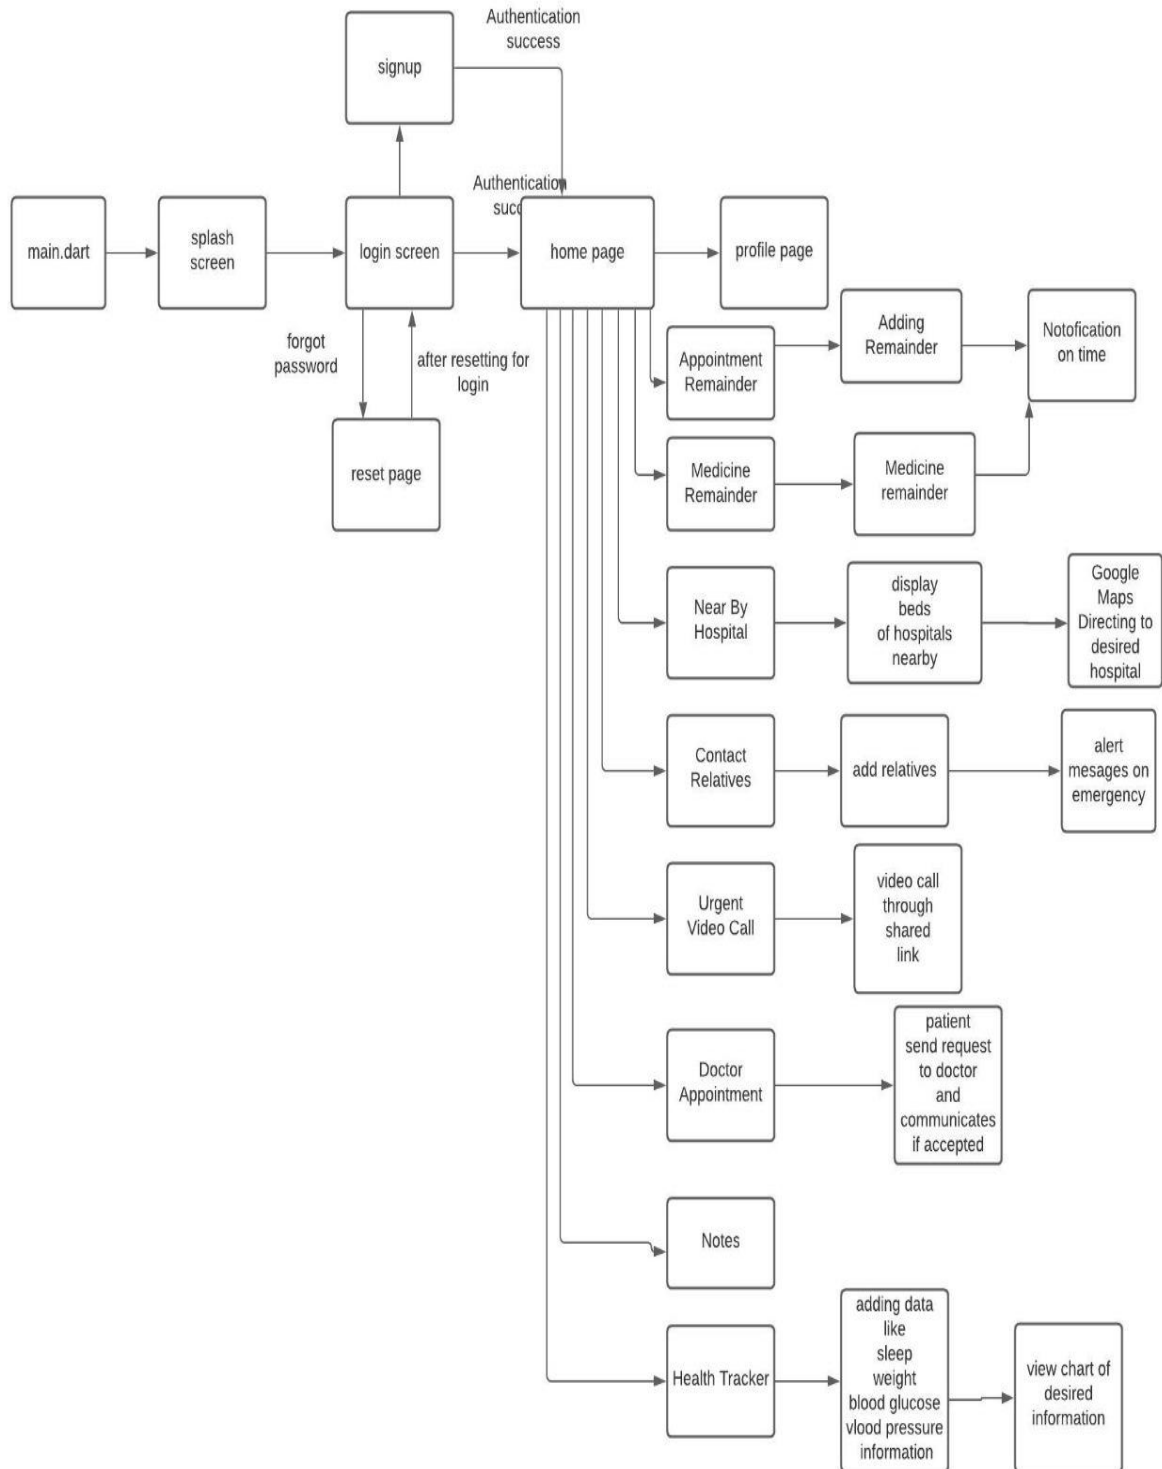 Authentication
success
signup
Authentication
succ
main.dart
splash
screen
login screen
home page
profile page
forgot
password
after resetting for
login
reset page
Appointment
Remainder
Adding
Remainder
Notofication
on time
Medicine
Remainder
Medicine
remainder
Near By
Hospital
display
beds
of hospitals
nearby
Google
Maps
Directing to
desired
hospital
Contact
Relatives
add relatives
alert
mesages on
emergency
Urgent
Video Call
video call
through
shared
link
Doctor
Appointment
patient
send request
to doctor
and
communicates
if accepted
Notes
Health Tracker
adding data
like
sleep
weight
blood glucose
vlood pressure
information
view chart of
desired
information